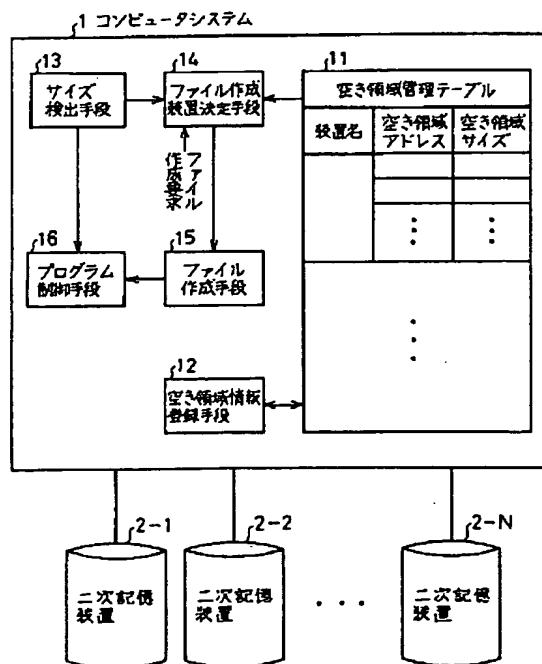 1 コンピュータシステム
13
サイズ
検出手段
14
ファイル作成
装置決定手段
11
空き領域管理テーブル
装置名
空き領域
アドレス
空き領域
サイズ
ファイル
作成要求
16
プログラム
制御手段
15
ファイル
作成手段
12
空き領域情報
登録手段
2-1
二次記憶
装置
2-2
二次記憶
装置
2-N
二次記憶
装置